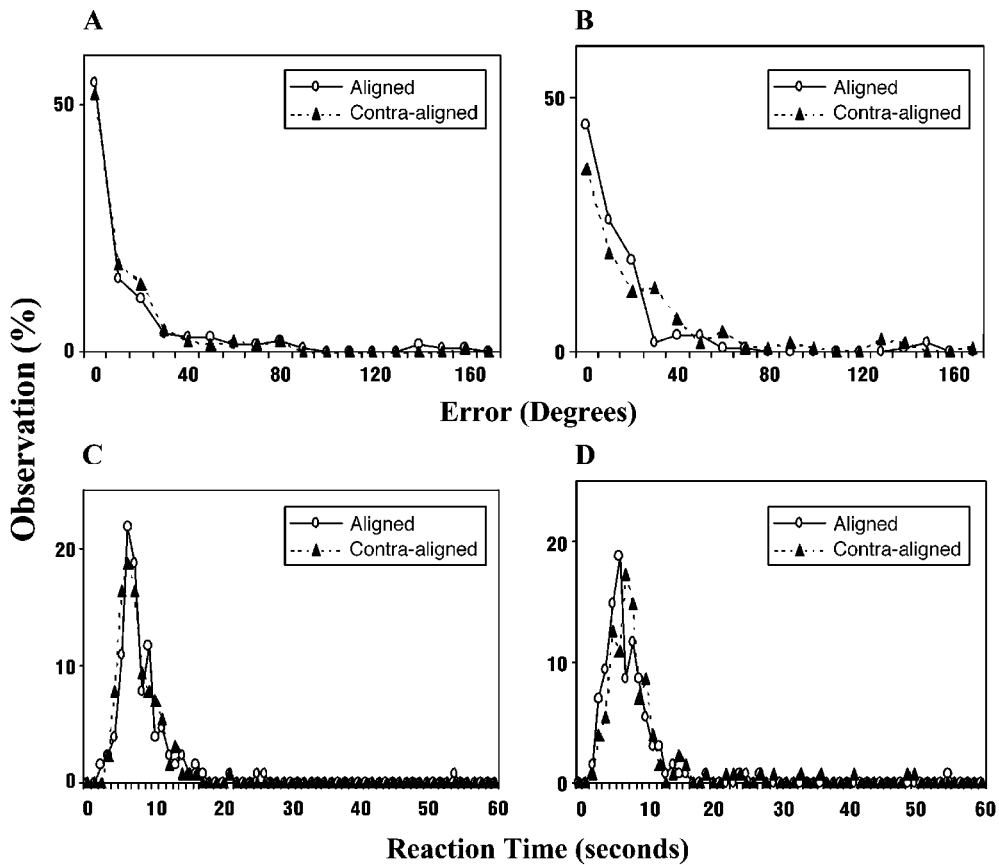 A
50
0
Aligned
Contra-aligned
0 40 80 120 160
B
50
0
Aligned
Contra-aligned
0 40 80 120 160
Error (Degrees)
Observation (%)
C
20
10
0
Aligned
Contra-aligned
0 10 20 30 40 50 60
D
20
10
0
Aligned
Contra-aligned
0 10 20 30 40 50 60
Reaction Time (seconds)